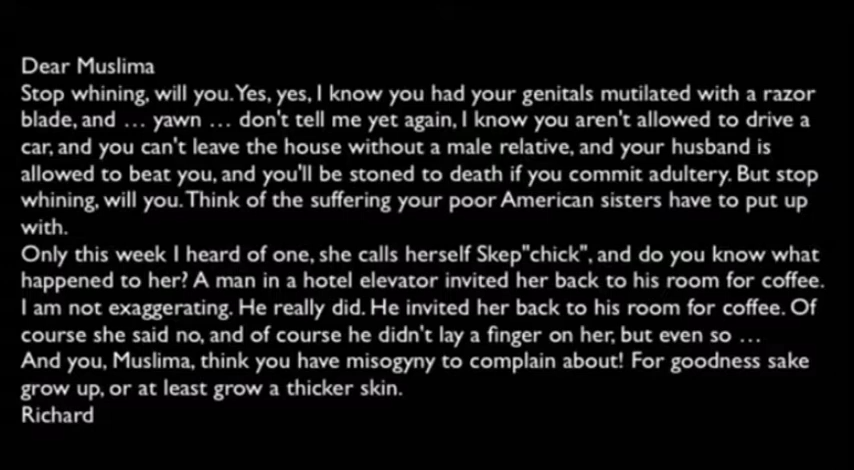 Dear Muslima
Stop whining, will you. Yes, yes, I know you had your genitals mutilated with a razor
blade, and ... yawn ... don't tell me yet again, I know you aren't allowed to drive a
car, and you can't leave the house without a male relative, and your husband is
allowed to beat you, and you'll be stoned to death if you commit adultery. But stop
whining, will you. Think of the suffering your poor American sisters have to put up
with.
Only this week I heard of one, she calls herself Skep"chick", and do you know what
happened to her? A man in a hotel elevator invited her back to his room for coffee.
I am not exaggerating. He really did. He invited her back to his room for coffee. Of
course she said no, and of course he didn't lay a finger on her, but even so ...
And you, Muslima, think you have misogyny to complain about! For goodness sake
grow up, or at least grow a thicker skin.
Richard